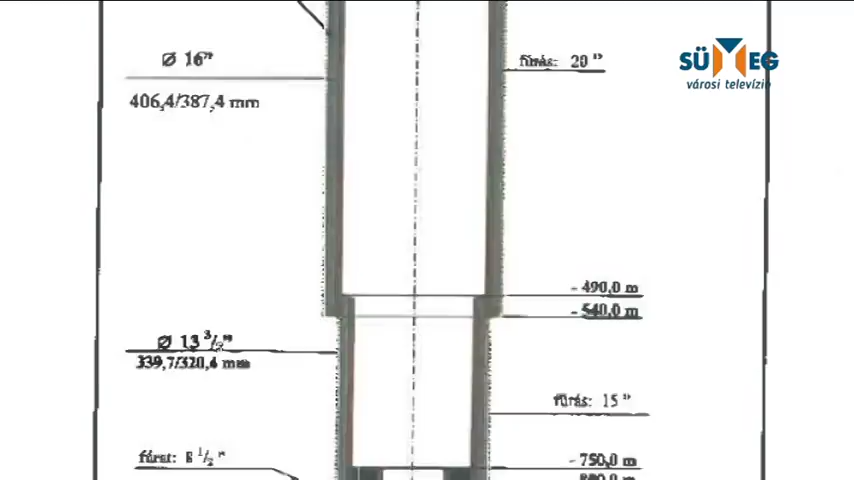 Ø 16"
406,4/387,4 mm
fúrás: 20"
SÜMEG
városi televízió
- 490,0 m
- 540,0 m
Ø 13 3/8"
339,7/320,4 mm
fúrás: 15"
fúrat: 8 1/2"
- 750,0 m